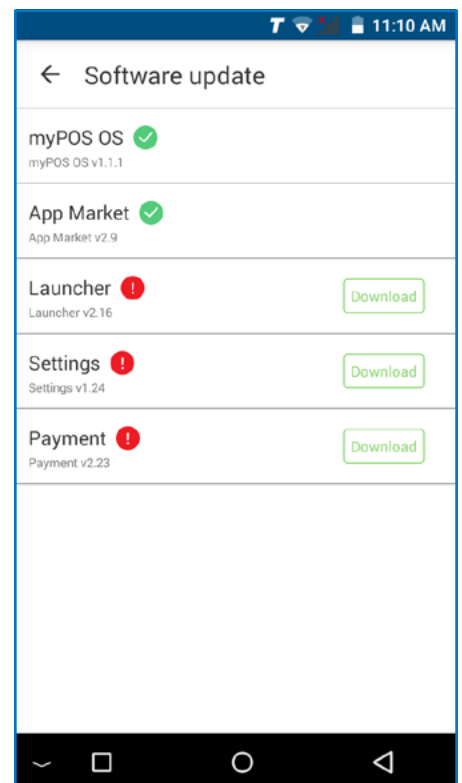 T 11:10 AM
Software update
myPOS OS
myPOS OS v1.1.1
App Market
App Market v2.9
Launcher
Launcher v2.16
Download
Settings
Settings v1.24
Download
Payment
Payment v2.23
Download